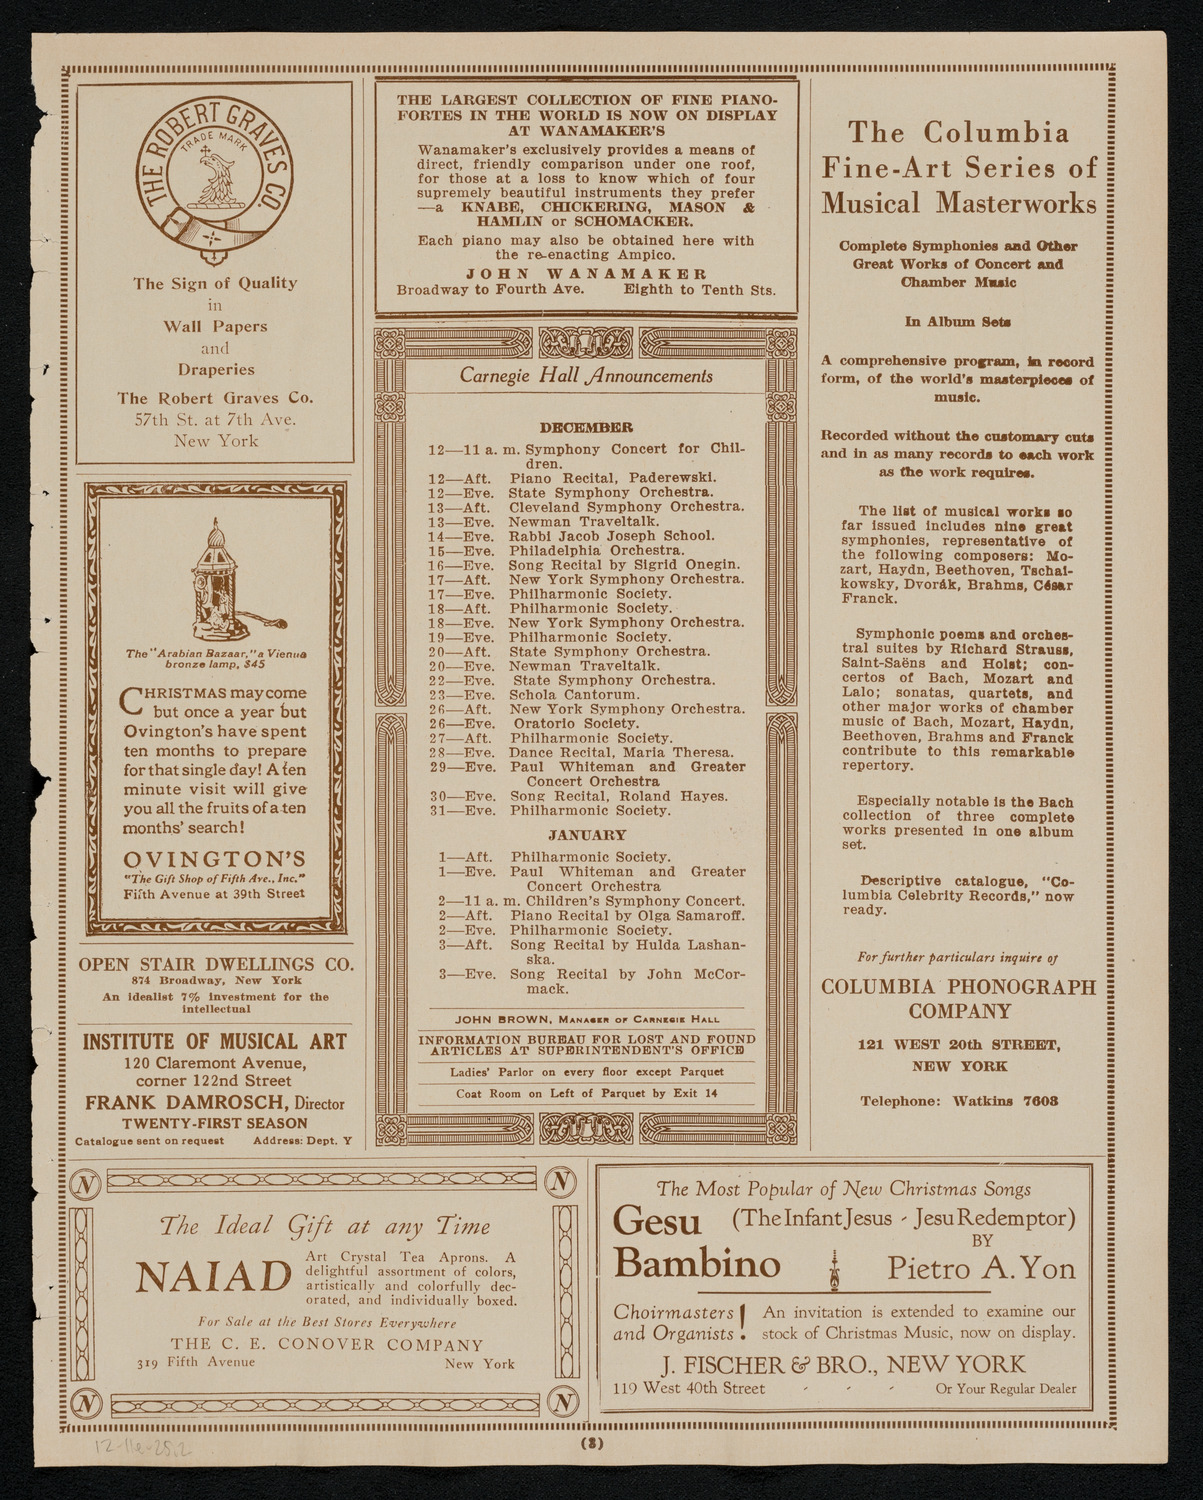 THE ROBERT GRAVES CO.
TRADE MARK
The Sign of Quality
in
Wall Papers
and
Draperies
The Robert Graves Co.
57th St. at 7th Ave.
New York
The "Arabian Bazaar," a Vienna
bronze lamp, $45
CHRISTMAS may come
but once a year but
Ovington's have spent
ten months to prepare
for that single day! A ten
minute visit will give
you all the fruits of a ten
months' search!
OVINGTON'S
"The Gift Shop of Fifth Ave., Inc."
Fifth Avenue at 39th Street
OPEN STAIR DWELLINGS CO.
874 Broadway, New York
An idealist 7% investment for the
intellectual
INSTITUTE OF MUSICAL ART
120 Claremont Avenue,
corner 122nd Street
FRANK DAMROSCH, Director
TWENTY-FIRST SEASON
Catalogue sent on request Address: Dept. Y
THE LARGEST COLLECTION OF FINE PIANO-
FORTES IN THE WORLD IS NOW ON DISPLAY
AT WANAMAKER'S
Wanamaker's exclusively provides a means of
direct, friendly comparison under one roof,
for those at a loss to know which of four
supremely beautiful instruments they prefer
—a KNABE, CHICKERING, MASON &
HAMLIN or SCHOMACKER.
Each piano may also be obtained here with
the re-enacting Ampico.
JOHN WANAMAKER
Broadway to Fourth Ave. Eighth to Tenth Sts.
Carnegie Hall Announcements
DECEMBER
12—11 a. m. Symphony Concert for Chil-
dren.
12—Aft. Piano Recital, Paderewski.
12—Eve. State Symphony Orchestra.
13—Aft. Cleveland Symphony Orchestra.
13—Eve. Newman Traveltalk.
14—Eve. Rabbi Jacob Joseph School.
15—Eve. Philadelphia Orchestra.
16—Eve. Song Recital by Sigrid Onegin.
17—Aft. New York Symphony Orchestra.
17—Eve. Philharmonic Society.
18—Aft. Philharmonic Society.
18—Eve. New York Symphony Orchestra.
19—Eve. Philharmonic Society.
20—Aft. State Symphony Orchestra.
20—Eve. Newman Traveltalk.
22—Eve. State Symphony Orchestra.
23—Eve. Schola Cantorum.
26—Aft. New York Symphony Orchestra.
26—Eve. Oratorio Society.
27—Aft. Philharmonic Society.
28—Eve. Dance Recital, Maria Theresa.
29—Eve. Paul Whiteman and Greater
Concert Orchestra
30—Eve. Song Recital, Roland Hayes.
31—Eve. Philharmonic Society.
JANUARY
1—Aft. Philharmonic Society.
1—Eve. Paul Whiteman and Greater
Concert Orchestra
2—11 a. m. Children's Symphony Concert.
2—Aft. Piano Recital by Olga Samaroff.
2—Eve. Philharmonic Society.
3—Aft. Song Recital by Hulda Lashan-
ska.
3—Eve. Song Recital by John McCor-
mack.
JOHN BROWN, MANAGER OF CARNEGIE HALL
INFORMATION BUREAU FOR LOST AND FOUND
ARTICLES AT SUPERINTENDENT'S OFFICE
Ladies' Parlor on every floor except Parquet
Coat Room on Left of Parquet by Exit 14
The Columbia
Fine-Art Series of
Musical Masterworks
Complete Symphonies and Other
Great Works of Concert and
Chamber Music
In Album Sets
A comprehensive program, in record
form, of the world's masterpieces of
music.
Recorded without the customary cuts
and in as many records to each work
as the work requires.
The list of musical works so
far issued includes nine great
symphonies, representative of
the following composers: Mo-
zart, Haydn, Beethoven, Tschai-
kowsky, Dvorák, Brahms, César
Franck.
Symphonic poems and orches-
tral suites by Richard Strauss,
Saint-Saëns and Holst; con-
certos of Bach, Mozart and
Lalo; sonatas, quartets, and
other major works of chamber
music of Bach, Mozart, Haydn,
Beethoven, Brahms and Franck
contribute to this remarkable
repertory.
Especially notable is the Bach
collection of three complete
works presented in one album
set.
Descriptive catalogue, "Co-
lumbia Celebrity Records," now
ready.
For further particulars inquire of
COLUMBIA PHONOGRAPH
COMPANY
121 WEST 20th STREET,
NEW YORK
Telephone: Watkins 7603
N N
The Ideal Gift at any Time
NAIAD
Art Crystal Tea Aprons. A
delightful assortment of colors,
artistically and colorfully dec-
orated, and individually boxed.
For Sale at the Best Stores Everywhere
THE C. E. CONOVER COMPANY
319 Fifth Avenue New York
N N
The Most Popular of New Christmas Songs
Gesu Bambino
(The Infant Jesus - Jesu Redemptor)
BY
Pietro A. Yon
Choirmasters and Organists!
An invitation is extended to examine our
stock of Christmas Music, now on display.
J. FISCHER & BRO., NEW YORK
119 West 40th Street - - - Or Your Regular Dealer
(8)